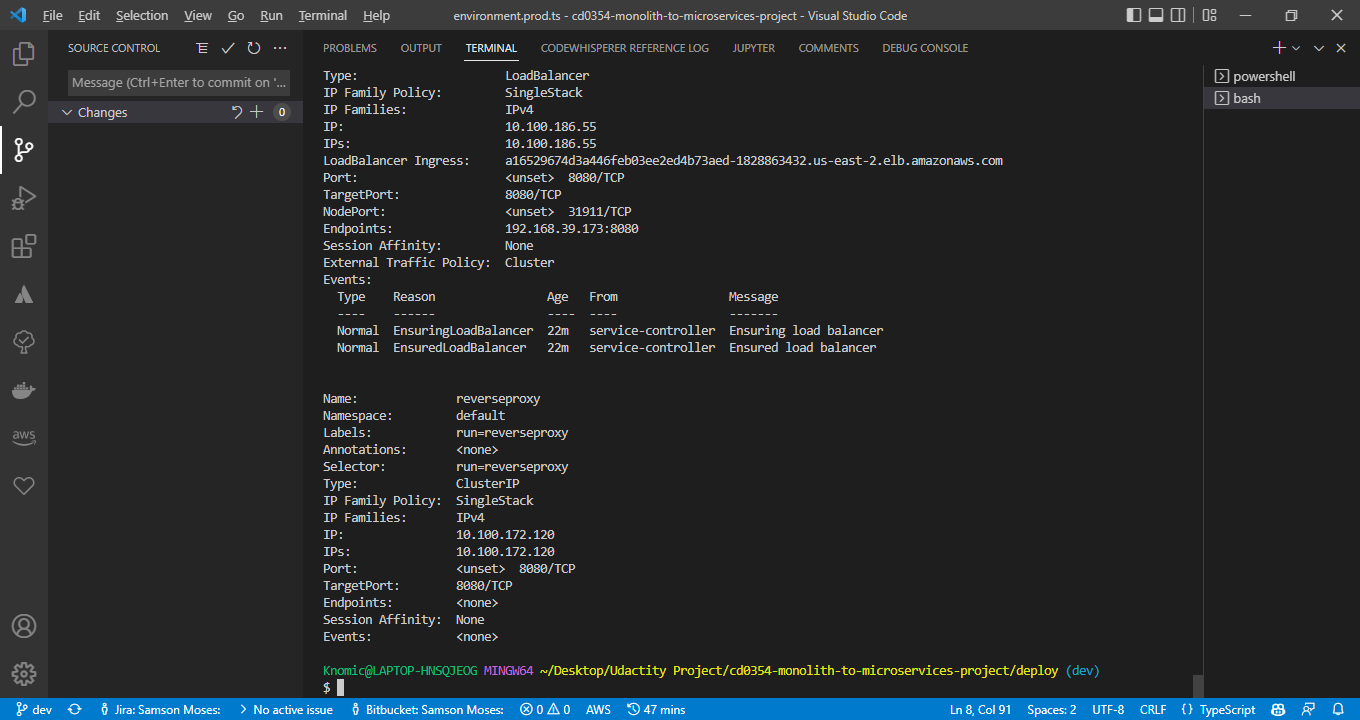 File Edit Selection View Go Run Terminal Help environment.prod.ts - cd0354-monolith-to-microservices-project - Visual Studio Code
SOURCE CONTROL
Message (Ctrl+Enter to commit on '...
Changes 0
aws
PROBLEMS OUTPUT TERMINAL CODEWHISPERER REFERENCE LOG JUPYTER COMMENTS DEBUG CONSOLE
Type: LoadBalancer
IP Family Policy: SingleStack
IP Families: IPv4
IP: 10.100.186.55
IPs: 10.100.186.55
LoadBalancer Ingress: a16529674d3a446feb03ee2ed4b73aed-1828863432.us-east-2.elb.amazonaws.com
Port: <unset> 8080/TCP
TargetPort: 8080/TCP
NodePort: <unset> 31911/TCP
Endpoints: 192.168.39.173:8080
Session Affinity: None
External Traffic Policy: Cluster
Events:
Type Reason Age From Message
---- ------ ---- ---- -------
Normal EnsuringLoadBalancer 22m service-controller Ensuring load balancer
Normal EnsuredLoadBalancer 22m service-controller Ensured load balancer
Name: reverseproxy
Namespace: default
Labels: run=reverseproxy
Annotations: <none>
Selector: run=reverseproxy
Type: ClusterIP
IP Family Policy: SingleStack
IP Families: IPv4
IP: 10.100.172.120
IPs: 10.100.172.120
Port: <unset> 8080/TCP
TargetPort: 8080/TCP
Endpoints: <none>
Session Affinity: None
Events: <none>
Knomic@LAPTOP-HNSQJEOG MINGW64 ~/Desktop/Udactity Project/cd0354-monolith-to-microservices-project/deploy (dev)
$
powershell
bash
dev Jira: Samson Moses: No active issue Bitbucket: Samson Moses: 0 0 AWS 47 mins Ln 8, Col 91 Spaces: 2 UTF-8 CRLF { } TypeScript